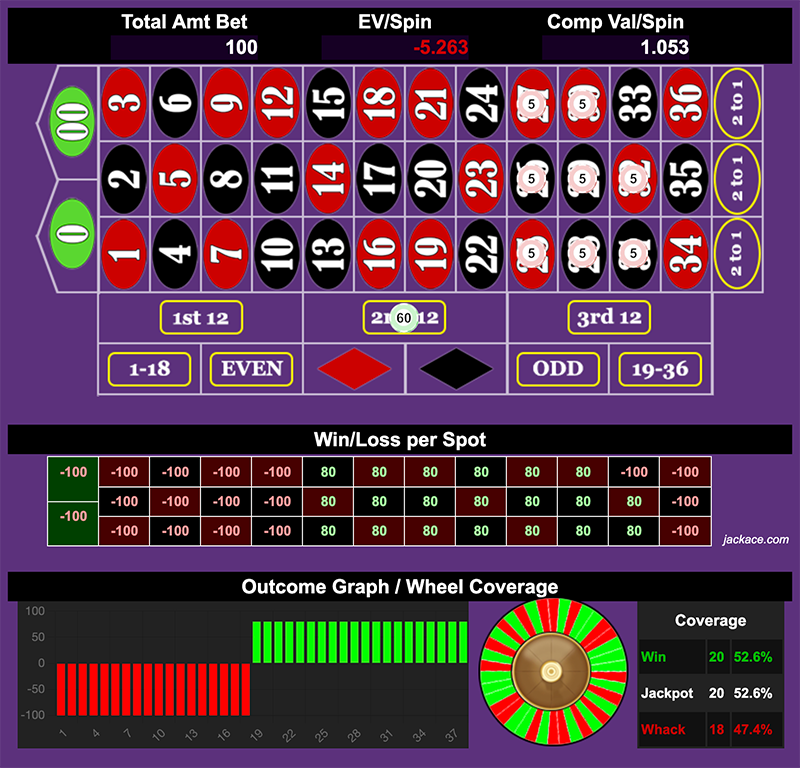 Total Amt Bet EV/Spin Comp Val/Spin
100 -5.263 1.053
00 3 6 9 12 15 18 21 24 5 5 33 36 2 to 1
2 5 8 11 14 17 20 23 5 5 5 35 2 to 1
0 1 4 7 10 13 16 19 22 5 5 5 34 2 to 1
1st 12 60 12 3rd 12
1-18 EVEN ODD 19-36
Win/Loss per Spot
-100 -100 -100 -100 -100 80 80 80 80 80 80 -100 -100
-100 -100 -100 -100 80 80 80 80 80 80 80 -100
-100 -100 -100 -100 -100 80 80 80 80 80 80 80 -100
jackace.com
Outcome Graph / Wheel Coverage
100
50
0
-50
-100
1 4 7 10 13 16 19 22 25 28 31 34 37
Coverage
Win 20 52.6%
Jackpot 20 52.6%
Whack 18 47.4%